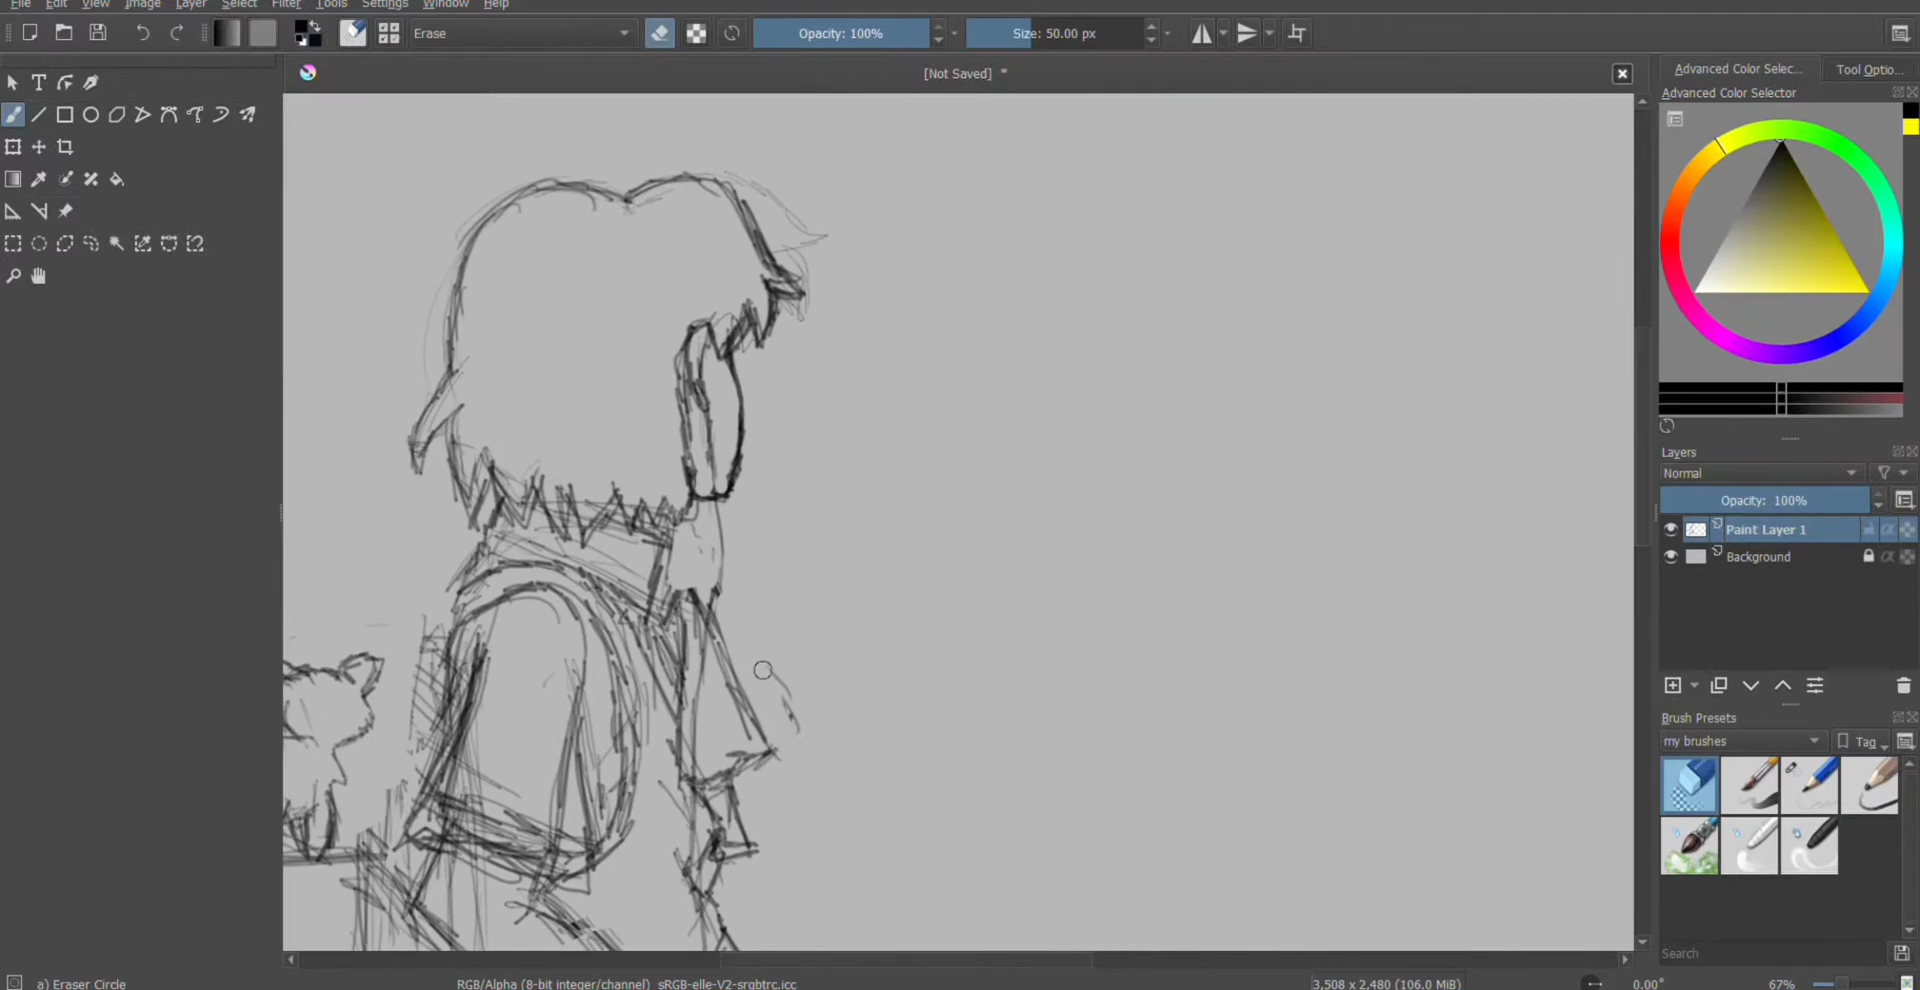 File Edit View Image Layer Select Filter Tools Settings Window Help
Erase Opacity: 100% Size: 50.00 px
[Not Saved] *
Advanced Color Selec... Tool Optio...
Advanced Color Selector
Layers
Normal
Opacity: 100%
Paint Layer 1
Background
Brush Presets
my brushes Tag
Search
a) Eraser Circle RGB/Alpha (8-bit integer/channel) sRGB-elle-V2-srgbtrc.icc 3,508 x 2,480 (106.0 MiB) 0.00° 67%